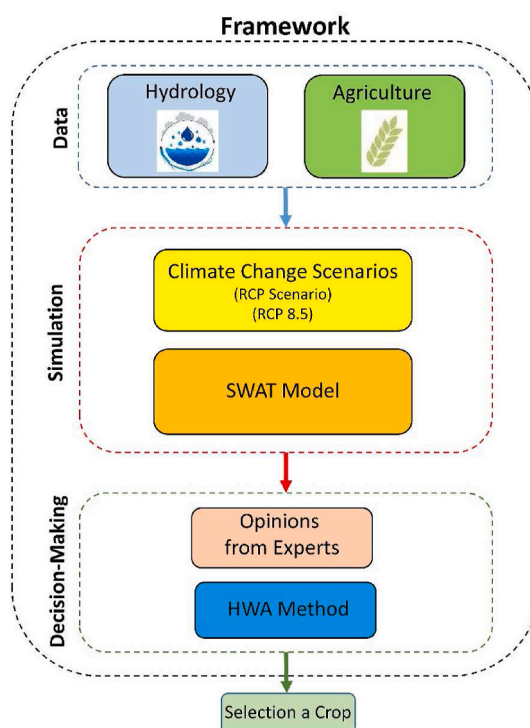 Framework
Data
Hydrology
Agriculture
Simulation
Climate Change Scenarios
(RCP Scenario)
(RCP 8.5)
SWAT Model
Decision-Making
Opinions
from Experts
HWA Method
Selection a Crop